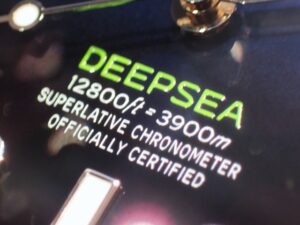 DEEPSEA
12800ft = 3900m
SUPERLATIVE CHRONOMETER
OFFICIALLY CERTIFIED